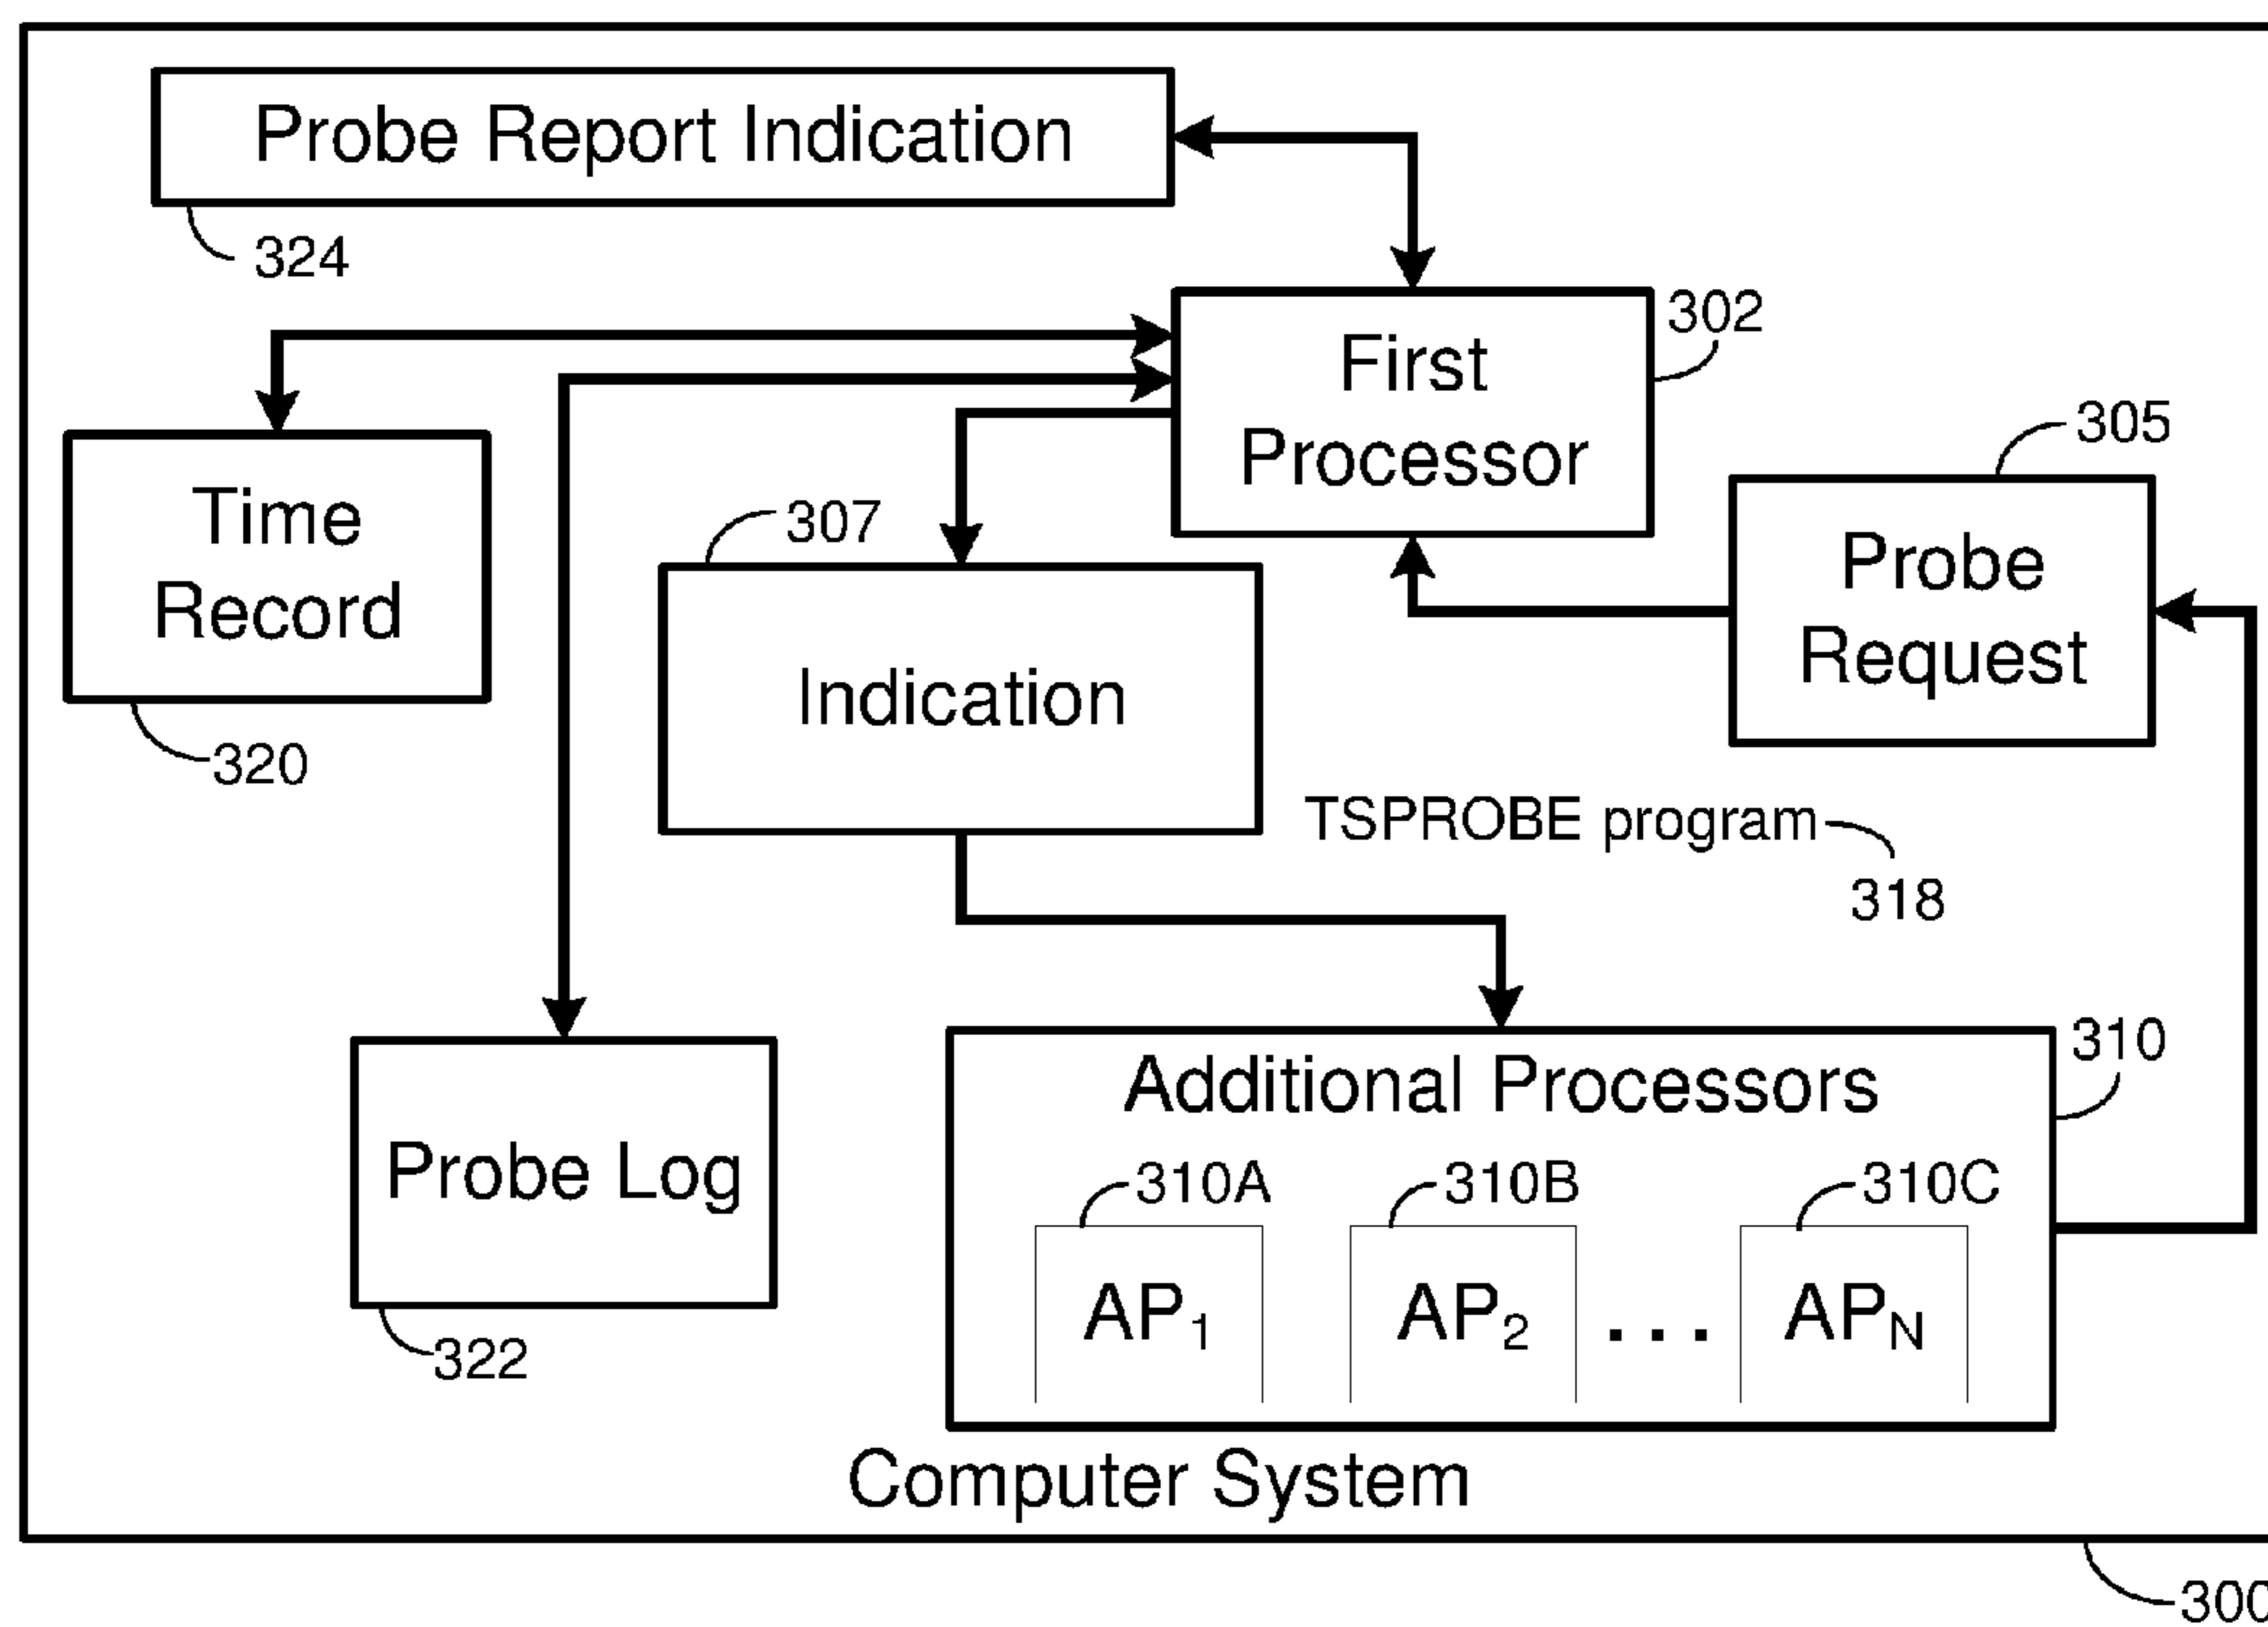 Probe Report Indication
324
302
First
Processor
305
Time
Record
307
Probe
Request
Indication
320
TSPROBE program
318
310
Additional Processors
Probe Log
310A
310B
310C
AP1
AP2
...
APN
322
Computer System
300